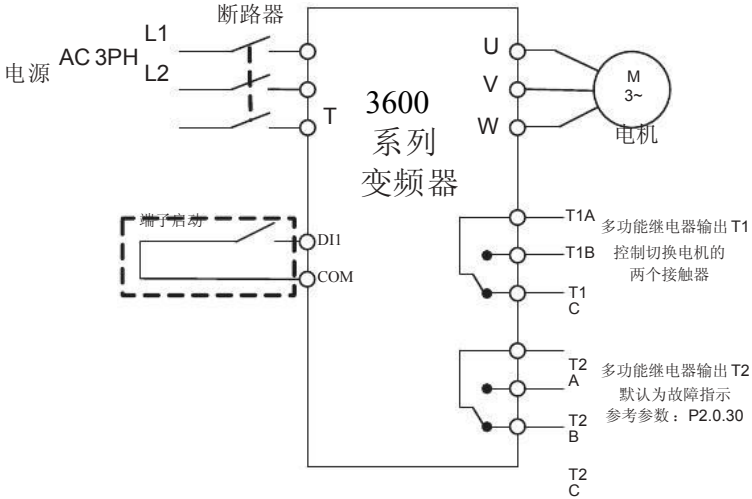 断路器
L1
电源 AC 3PH
L2
T
3600
系列
变频器
U
V
W
M
3~
电机
端子启动
DI1
COM
T1A
T1B
T1
C
多功能继电器输出 T1
控制切换电机的
两个接触器
T2
A
T2
B
T2
C
多功能继电器输出 T2
默认为故障指示
参考参数：P2.0.30